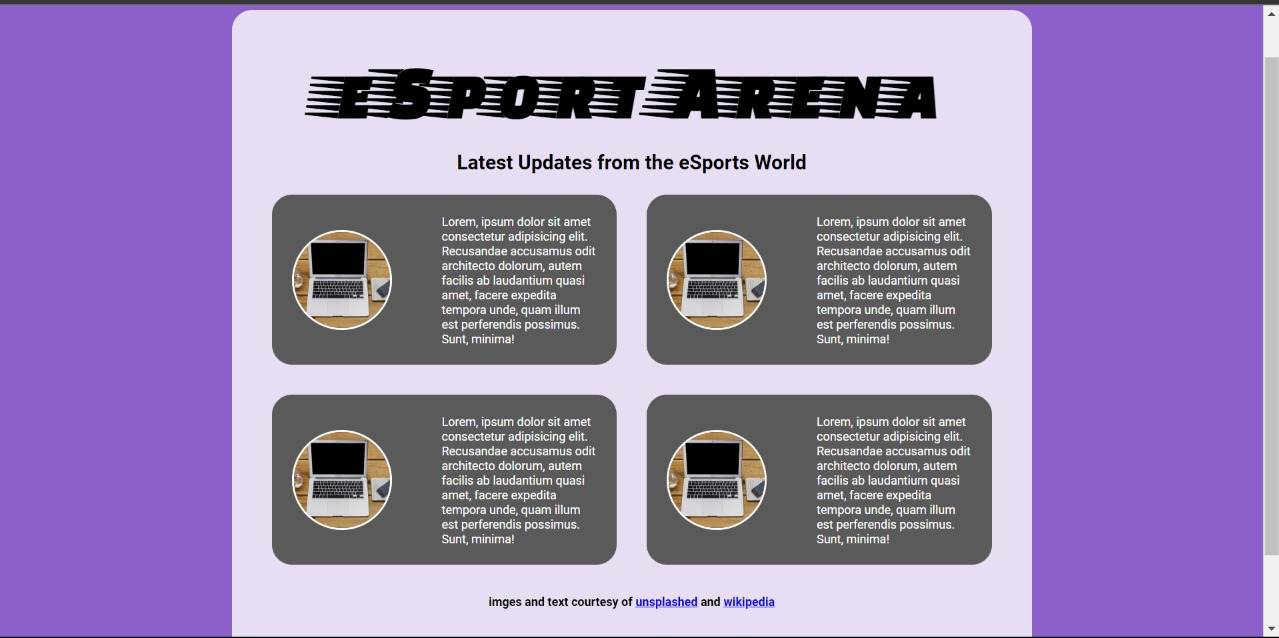 eSport Arena
Latest Updates from the eSports World
Lorem, ipsum dolor sit amet
consectetur adipisicing elit.
Recusandae accusamus odit
architecto dolorum, autem
facilis ab laudantium quasi
amet, facere expedita
tempora unde, quam illum
est perferendis possimus.
Sunt, minima!
Lorem, ipsum dolor sit amet
consectetur adipisicing elit.
Recusandae accusamus odit
architecto dolorum, autem
facilis ab laudantium quasi
amet, facere expedita
tempora unde, quam illum
est perferendis possimus.
Sunt, minima!
Lorem, ipsum dolor sit amet
consectetur adipisicing elit.
Recusandae accusamus odit
architecto dolorum, autem
facilis ab laudantium quasi
amet, facere expedita
tempora unde, quam illum
est perferendis possimus.
Sunt, minima!
Lorem, ipsum dolor sit amet
consectetur adipisicing elit.
Recusandae accusamus odit
architecto dolorum, autem
facilis ab laudantium quasi
amet, facere expedita
tempora unde, quam illum
est perferendis possimus.
Sunt, minima!
imges and text courtesy of unsplashed and wikipedia